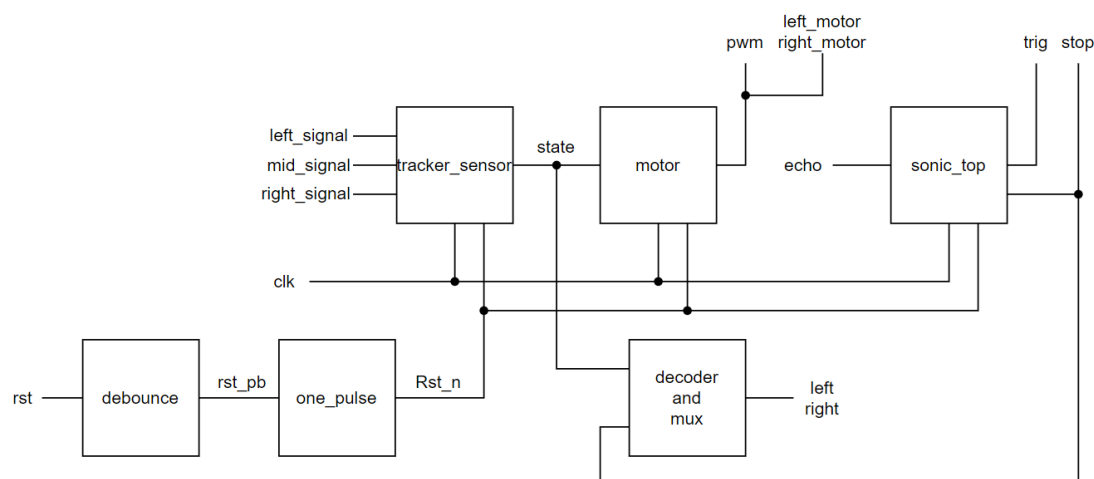 left_motor
pwm right_motor trig stop
left_signal
mid_signal
right_signal
tracker_sensor
state
motor
echo
sonic_top
clk
rst
debounce
rst_pb
one_pulse
Rst_n
decoder
and
mux
left
right